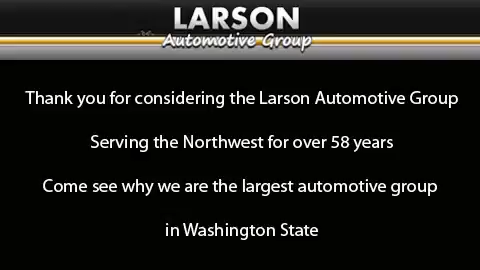 LARSON
Automotive Group
Thank you for considering the Larson Automotive Group
Serving the Northwest for over 58 years
Come see why we are the largest automotive group
in Washington State